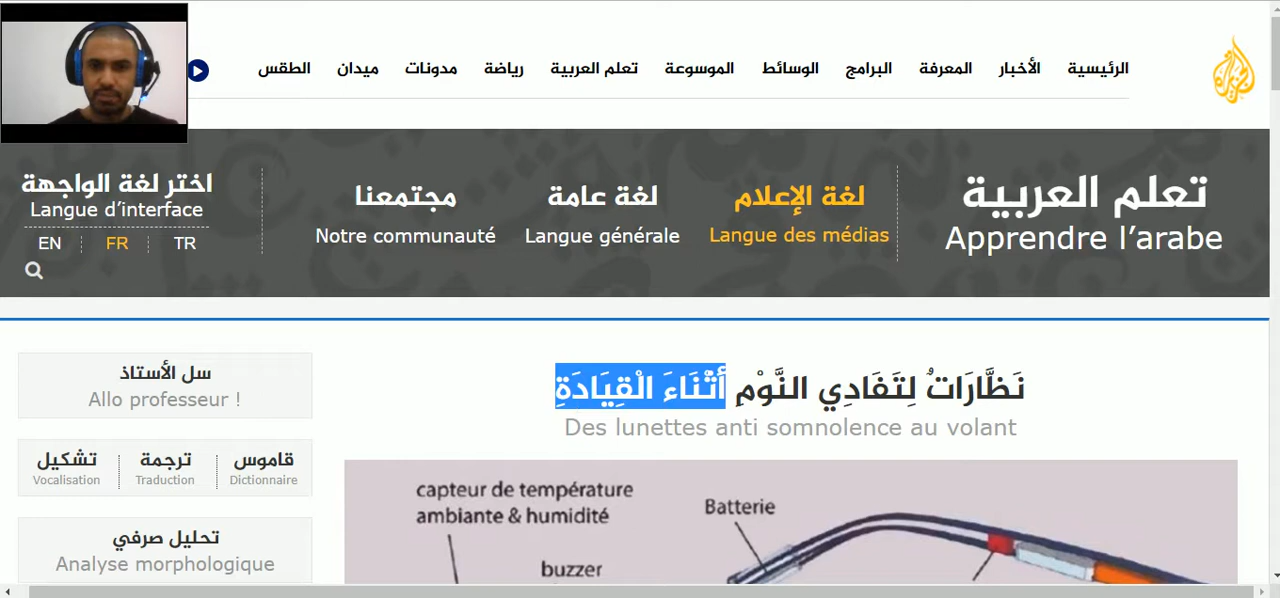 الرئيسية الأخبار المعرفة البرامج الوسائط الموسوعة تعلم العربية رياضة مدونات ميدان الطقس
تعلم العربية
Apprendre l’arabe
لغة الإعلام
Langue des médias
لغة عامة
Langue générale
مجتمعنا
Notre communauté
اختر لغة الواجهة
Langue d’interface
EN FR TR
نَظَّارَاتٌ لِتَفَادِي النَّوْمِ أَثْنَاءَ الْقِيَادَةِ
Des lunettes anti somnolence au volant
سل الأستاذ
Allo professeur !
قاموس ترجمة تشكيل
Vocalisation Traduction Dictionnaire
تحليل صرفي
Analyse morphologique
capteur de température
ambiante & humidité
Batterie
buzzer